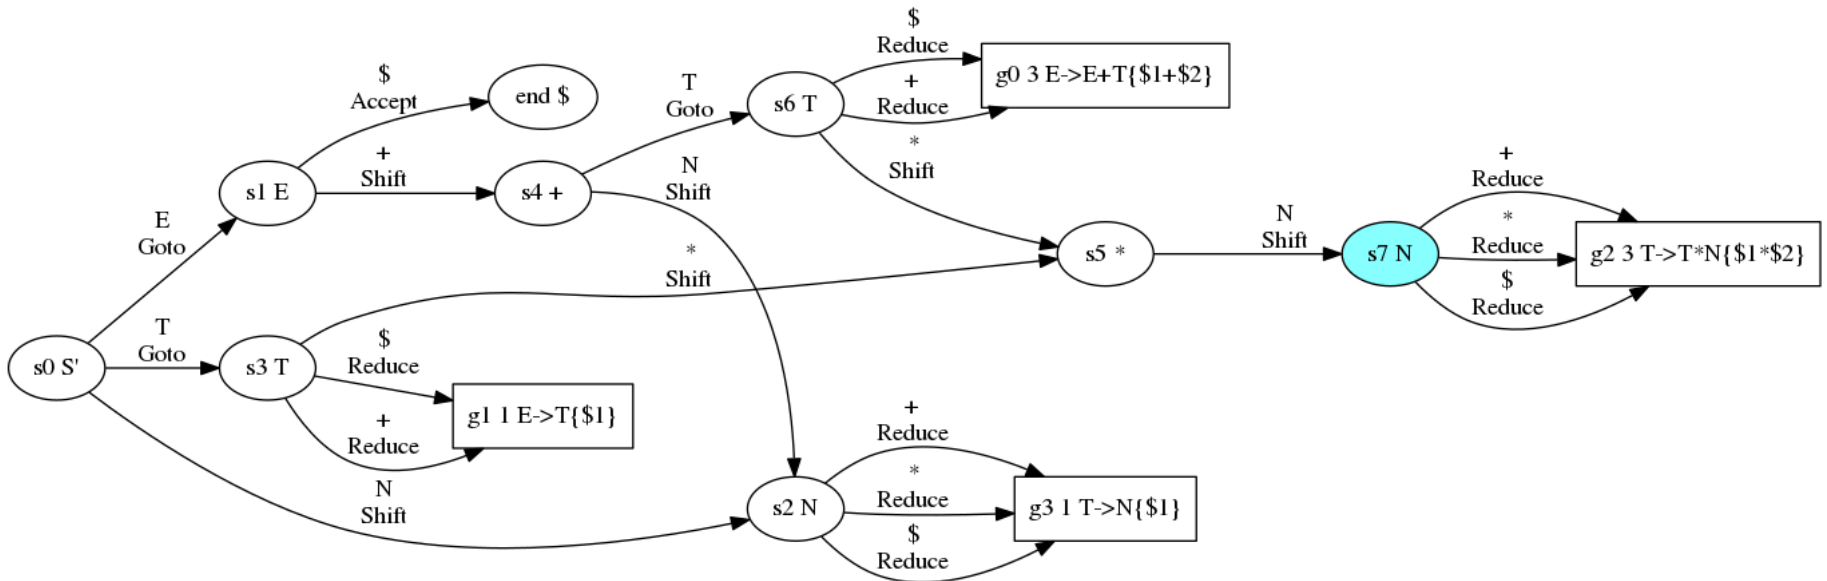 $
Reduce
g0 3 E->E+T{$1+$2}
+
Reduce
$
Accept
end $
T
Goto
s6 T
*
Shift
+
Shift
s1 E
s4 +
N
Shift
E
Goto
*
Shift
s5 *
N
Shift
s7 N
+
Reduce
*
Reduce
$
Reduce
g2 3 T->T*N{$1*$2}
s0 S'
T
Goto
s3 T
$
Reduce
+
Reduce
g1 1 E->T{$1}
N
Shift
s2 N
+
Reduce
*
Reduce
$
Reduce
g3 1 T->N{$1}